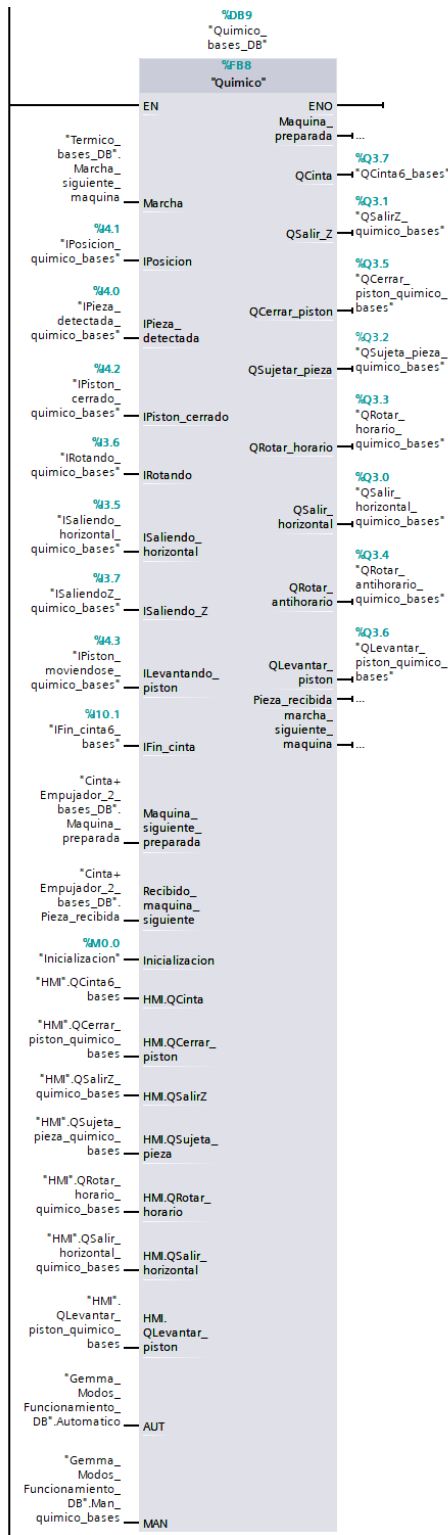 %DB9
"Quimico_
bases_DB"
%FB8
"Quimico"
EN
ENO
"Termico_
bases_DB".
Marcha_
siguiente_
maquina
Marcha
%I4.1
"IPosicion_
quimico_bases"
IPosicion
%I4.0
"IPieza_
detectada_
quimico_bases"
IPieza_
detectada
%I4.2
"IPiston_
cerrado_
quimico_bases"
IPiston_cerrado
%I3.6
"IRotando_
quimico_bases"
IRotando
%I3.5
"ISaliendo_
horizontal_
quimico_bases"
ISaliendo_
horizontal
%I3.7
"ISaliendoZ_
quimico_bases"
ISaliendo_Z
%I4.3
"IPiston_
moviendose_
quimico_bases"
ILevantando_
piston
%I10.1
"IFin_cinta6_
bases"
IFin_cinta
"Cinta+
Empujador_2_
bases_DB".
Maquina_
preparada
Maquina_
siguiente_
preparada
"Cinta+
Empujador_2_
bases_DB".
Pieza_recibida
Recibido_
maquina_
siguiente
%M0.0
"Inicializacion"
Inicializacion
"HMI".QCinta6_
bases
HMI.QCinta
"HMI".QCerrar_
piston_quimico_
bases
HMI.QCerrar_
piston
"HMI".QSalirZ_
quimico_bases
HMI.QSalirZ
"HMI".QSujeta_
pieza_quimico_
bases
HMI.QSujeta_
pieza
"HMI".QRotar_
horario_
quimico_bases
HMI.QRotar_
horario
"HMI".QSalir_
horizontal_
quimico_bases
HMI.QSalir_
horizontal
"HMI".
QLevantar_
piston_quimico_
bases
HMI.
QLevantar_
piston
"Gemma_
Modos_
Funcionamiento_
DB".Automatico
AUT
"Gemma_
Modos_
Funcionamiento_
DB".Man_
quimico_bases
MAN
Maquina_
preparada
...
QCinta
%Q3.7
"QCinta6_bases"
QSalir_Z
%Q3.1
"QSalirZ_
quimico_bases"
QCerrar_piston
%Q3.5
"QCerrar_
piston_quimico_
bases"
QSujetar_pieza
%Q3.2
"QSujeta_pieza_
quimico_bases"
QRotar_horario
%Q3.3
"QRotar_
horario_
quimico_bases"
QSalir_
horizontal
%Q3.0
"QSalir_
horizontal_
quimico_bases"
QRotar_
antihorario
%Q3.4
"QRotar_
antihorario_
quimico_bases"
QLevantar_
piston
%Q3.6
"QLevantar_
piston_quimico_
bases"
Pieza_recibida
...
marcha_
siguiente_
maquina
...